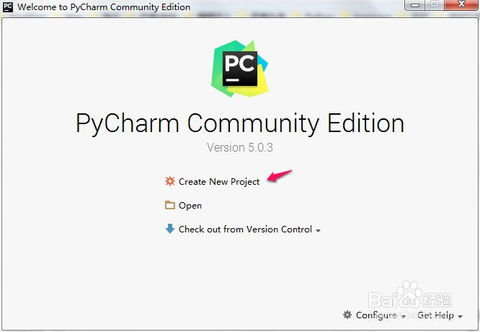 Welcome to PyCharm Community Edition
PC
PyCharm Community Edition
Version 5.0.3
Create New Project
Open
Check out from Version Control
Configure
Get Help
Baidu 经验